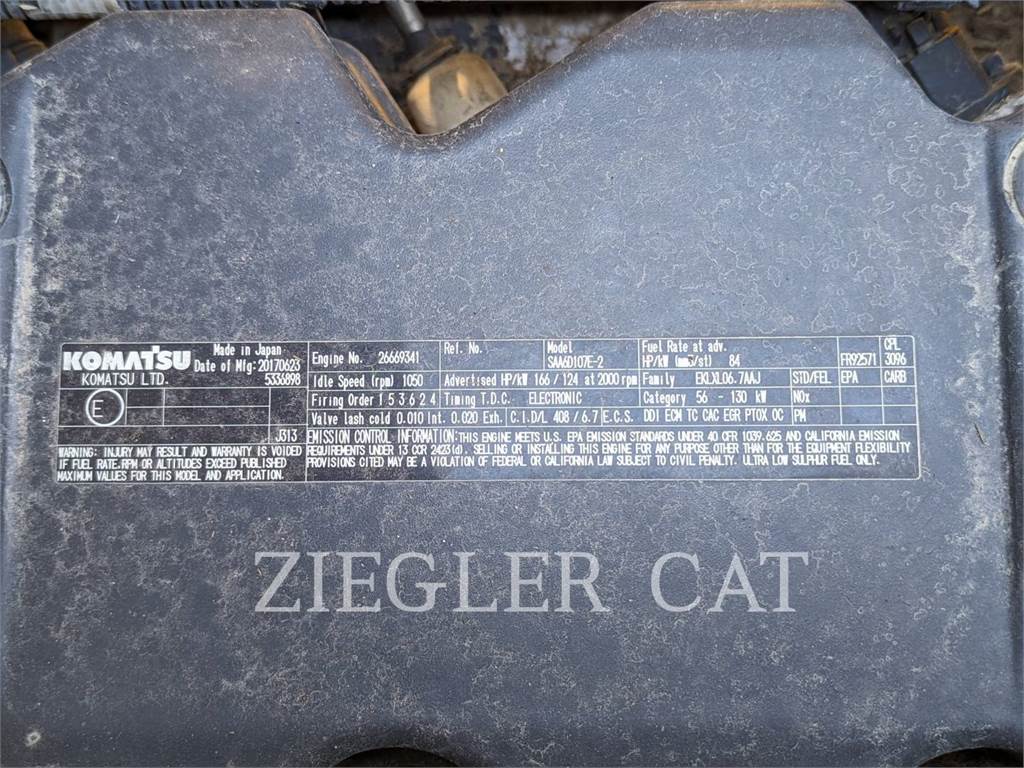 KOMATSU Made in Japan
Date of Mfg: 20170623
KOMATSU LTD. 5336898
E
J313
WARNING: INJURY MAY RESULT AND WARRANTY IS VOIDED
IF FUEL RATE.RPM OR ALTITUDES EXCEED PUBLISHED
MAXIMUM VALUES FOR THIS MODEL AND APPLICATION.
Engine No. 26669341 Ref. No. Model SAA6D107E-2 Fuel Rate at adv. HP/kW (mm3/st) 84 FR92571 CPL 3096
Idle Speed (rpm) 1050 Advertised HP/kW 166 / 124 at 2000 rpm Family EKLXL06.7AAJ STD/FEL EPA CARB
Firing Order 1 5 3 6 2 4 Timing T.D.C. ELECTRONIC Category 56 - 130 kW NOx
Valve lash cold 0.010 Int. 0.020 Exh. C.I.D/L 408 / 6.7 E.C.S. DDI ECM TC CAC EGR PTOX OC PM
EMISSION CONTROL INFORMATION:THIS ENGINE MEETS U.S. EPA EMISSION STANDARDS UNDER 40 CFR 1039.625 AND CALIFORNIA EMISSION
REQUIREMENTS UNDER 13 CCR 2423(d). SELLING OR INSTALLING THIS ENGINE FOR ANY PURPOSE OTHER THAN FOR THE EQUIPMENT FLEXIBILITY
PROVISIONS CITED MAY BE A VIOLATION OF FEDERAL OR CALIFORNIA LAW SUBJECT TO CIVIL PENALTY. ULTRA LOW SULPHUR FUEL ONLY.
ZIEGLER CAT